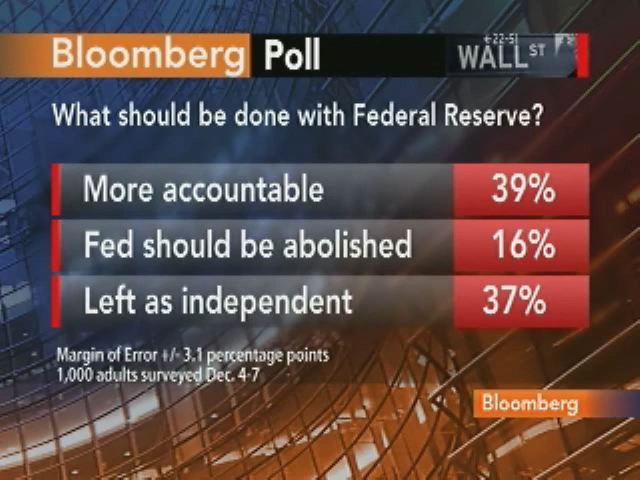 Bloomberg Poll
WALL ST
What should be done with Federal Reserve?
More accountable 39%
Fed should be abolished 16%
Left as independent 37%
Margin of Error +/- 3.1 percentage points
1,000 adults surveyed Dec. 4-7
Bloomberg